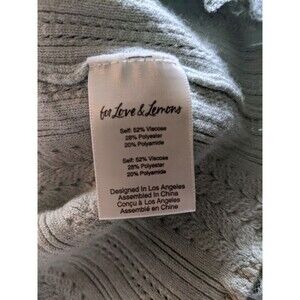 for Love & Lemons
Self: 52% Viscose
28% Polyester
20% Polyamide
Self: 52% Viscose
28% Polyester
20% Polyamide
Designed In Los Angeles
Assembled In China
Conçu à Los Angeles
Assemblé en Chine